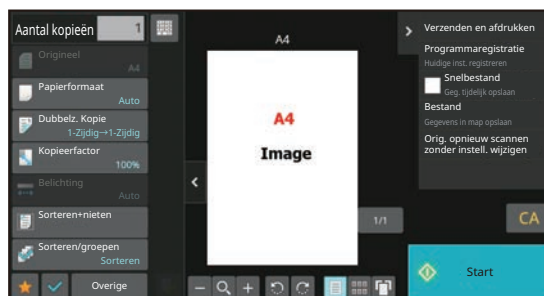 Aantal kopieën 1
Origineel
A4
Papierformaat
Auto
Dubbelz. Kopie
1-Zijdig→1-Zijdig
Kopieerfactor
100%
Belichting
Auto
Sorteren+nieten
Sorteren/groepen
Sorteren
Overige
A4
A4
Image
1/1
Verzenden en afdrukken
Programmaregistratie
Huidige inst. registreren
Snelbestand
Geg. tijdelijk opslaan
Bestand
Gegevens in map opslaan
Orig. opnieuw scannen
zonder instell. wijzigen
CA
Start